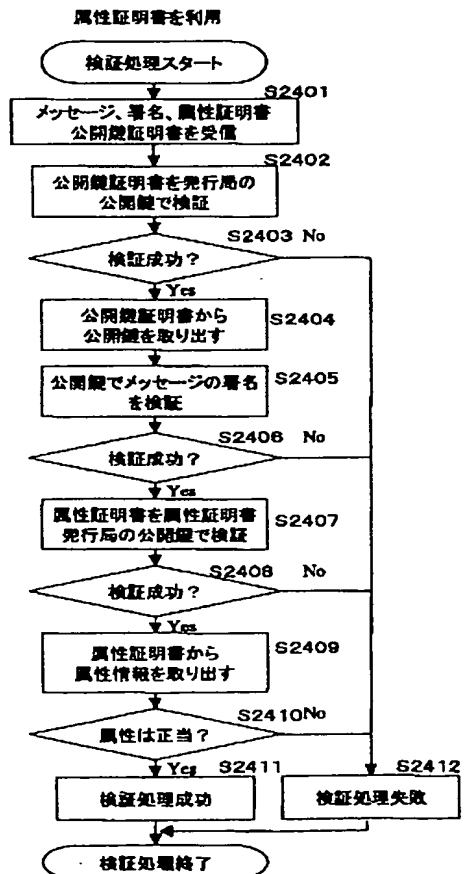 属性証明書を利用
検証処理スタート
S2401
メッセージ、署名、属性証明書
公開鍵証明書を受信
S2402
公開鍵証明書を発行局の
公開鍵で検証
S2403 No
検証成功？
Yes
公開鍵証明書から
公開鍵を取り出す
S2404
公開鍵でメッセージの署名
を検証
S2405
S2406 No
検証成功？
Yes
属性証明書を属性証明書
発行局の公開鍵で検証
S2407
S2408 No
検証成功？
Yes
属性証明書から
属性情報を取り出す
S2409
S2410 No
属性は正当？
Yes S2411
検証処理成功
S2412
検証処理失敗
検証処理終了